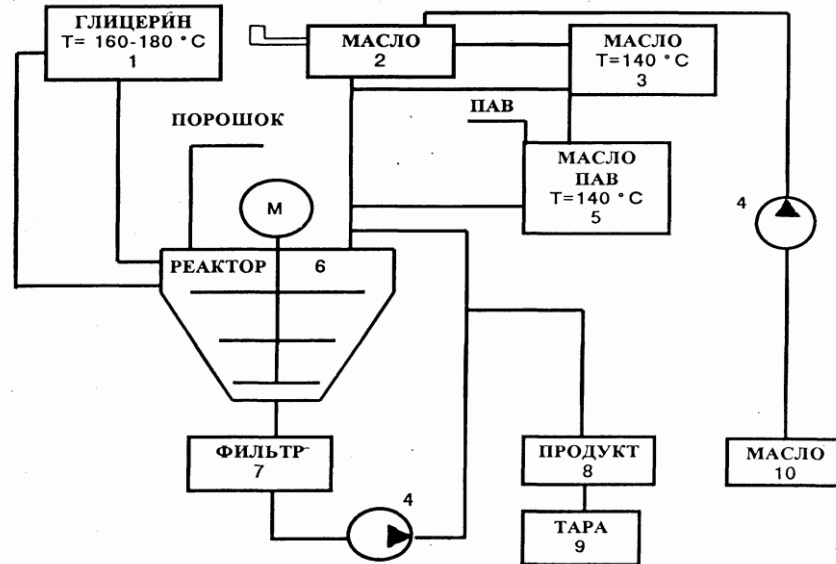 ГЛИЦЕРИН
T= 160-180 °C
1
МАСЛО
2
МАСЛО
T=140 °C
3
ПОРОШОК
ПАВ
МАСЛО
ПАВ
T=140 °C
5
М
4
РЕАКТОР 6
ФИЛЬТР
7
4
ПРОДУКТ
8
МАСЛО
10
ТАРА
9